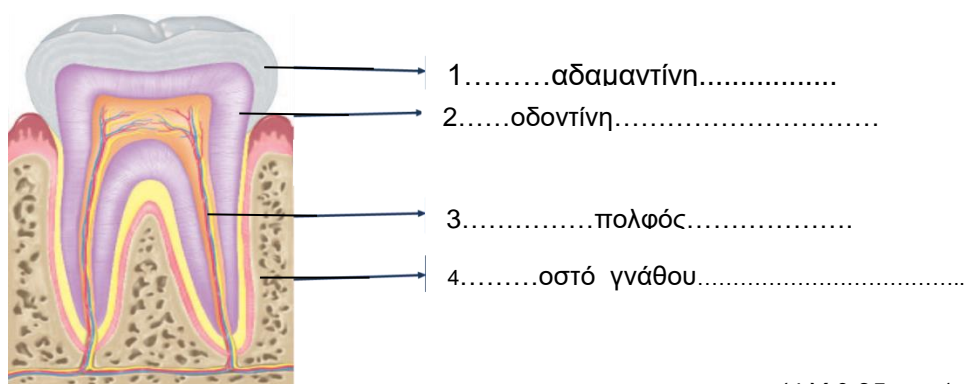 1………αδαμαντίνη.................
2……οδοντίνη……………………………
3……………πολφός…………………
4………οστό γνάθου………………………………..